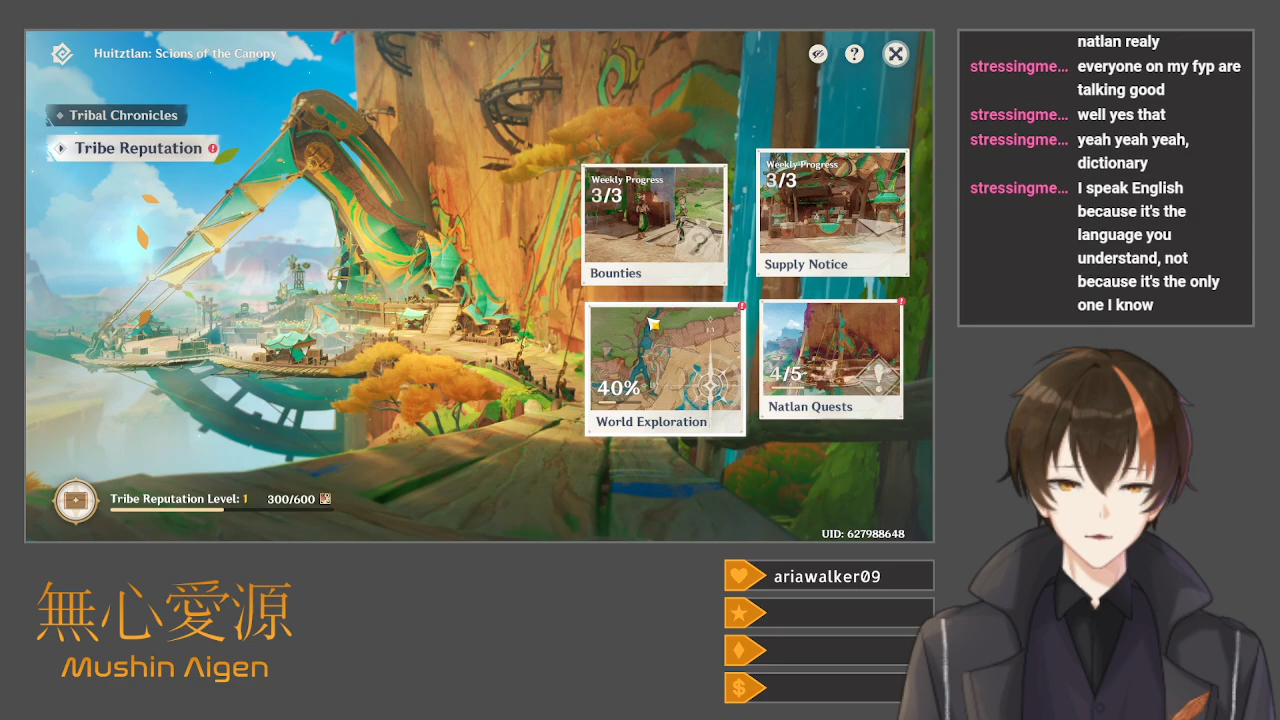 Huitztlan: Scions of the Canopy
Tribal Chronicles
Tribe Reputation
Weekly Progress
3/3
Bounties
Weekly Progress
3/3
Supply Notice
40%
World Exploration
4/5
Natlan Quests
Tribe Reputation Level: 1 300/600
UID: 627988648
natlan realy
stressingme... everyone on my fyp are
talking good
stressingme... well yes that
stressingme... yeah yeah yeah,
dictionary
stressingme... I speak English
because it's the
language you
understand, not
because it's the only
one I know
ariawalker09
無心愛源
Mushin Aigen